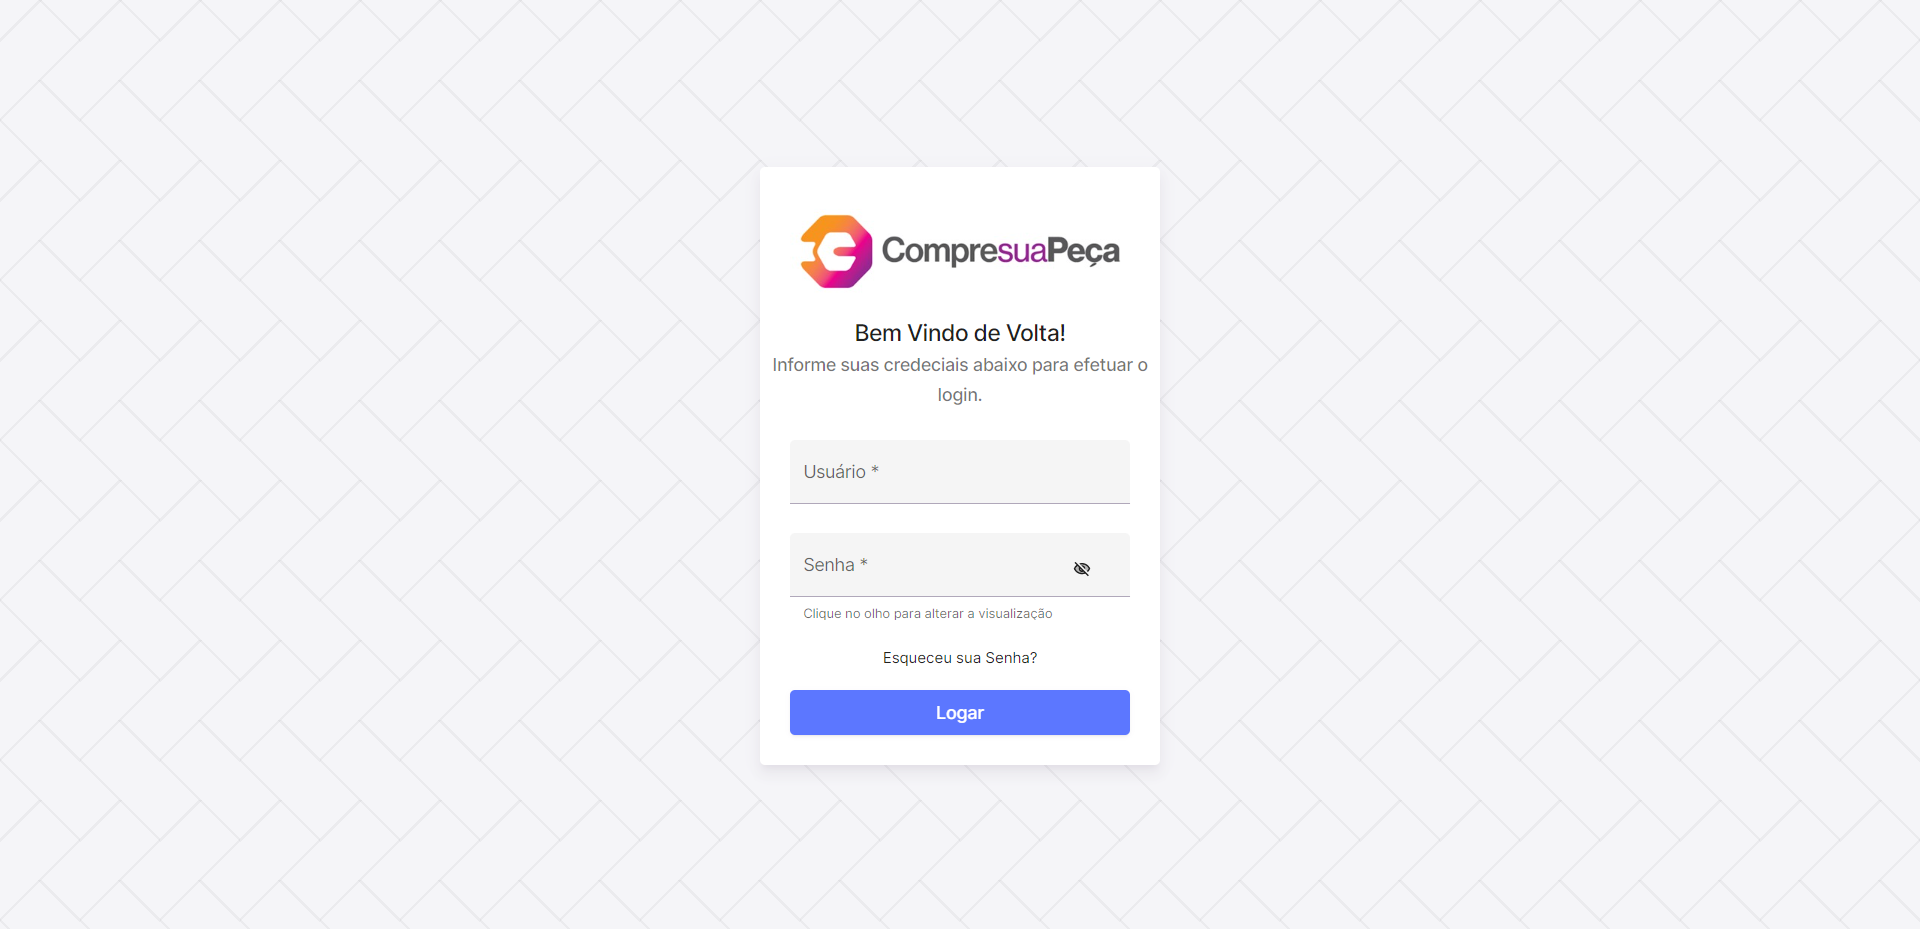 CompresuaPeça
Bem Vindo de Volta!
Informe suas credeciais abaixo para efetuar o
login.
Usuário *
Senha *
Clique no olho para alterar a visualização
Esqueceu sua Senha?
Logar